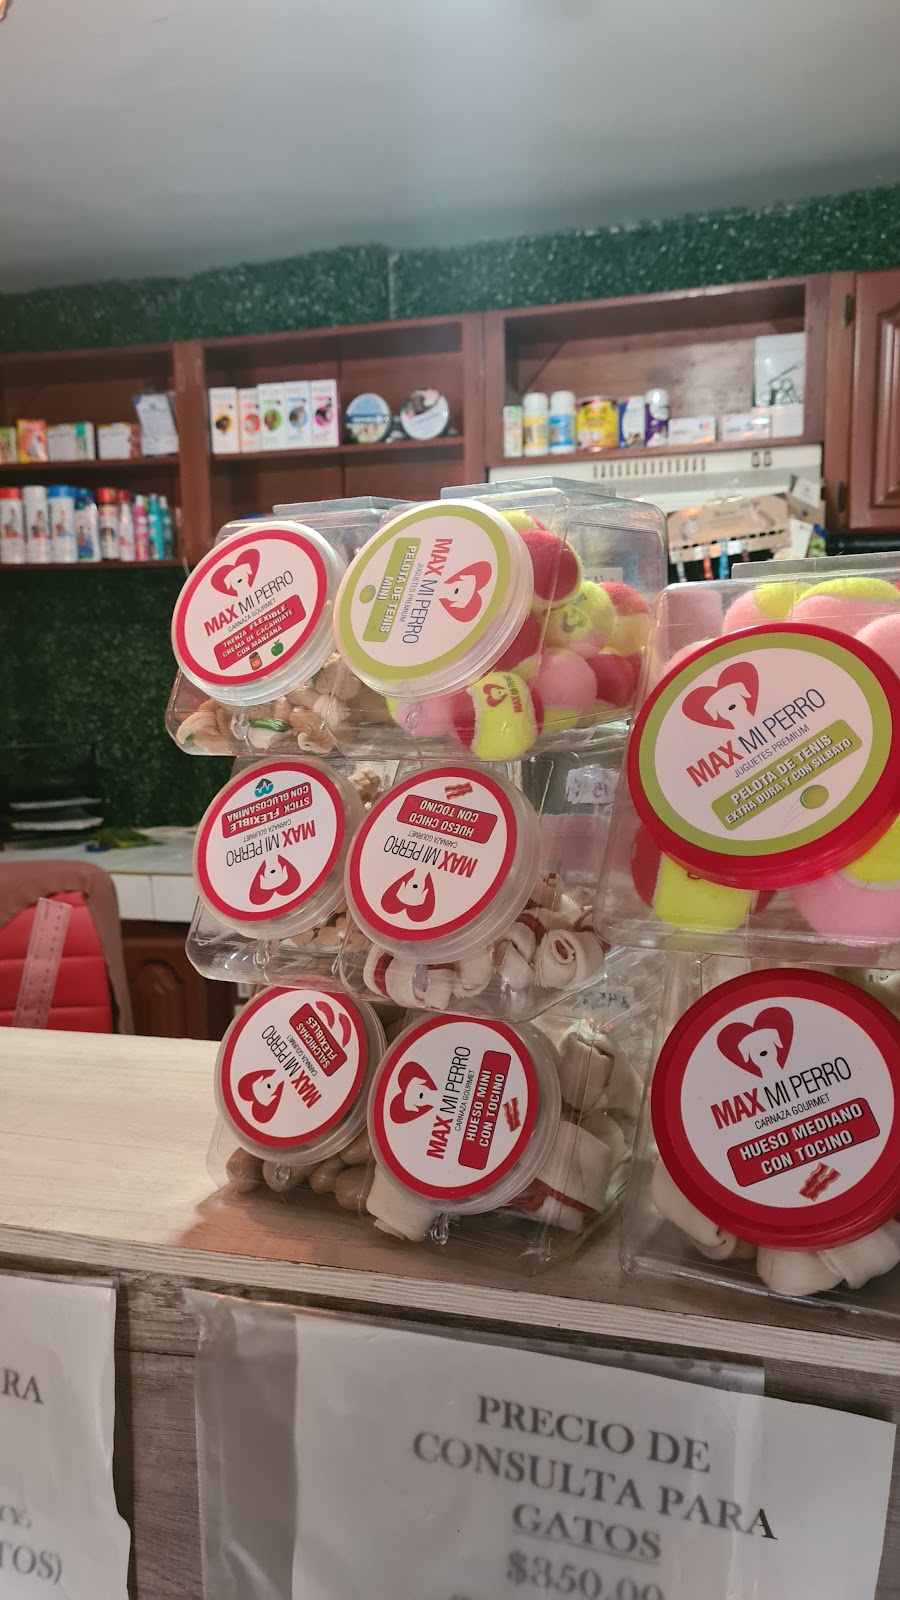 MAX MI PERRO
CARNAZA GOURMET
TRENZA FLEXIBLE
CREMA DE CACAHUATE
CON MANZANA
MAX MI PERRO
JUGUETES PREMIUM
PELOTA DE TENIS
MINI
MAX MI PERRO
JUGUETES PREMIUM
PELOTA DE TENIS
EXTRA DURA Y CON SILBATO
MAX MI PERRO
CARNAZA GOURMET
STICK FLEXIBLE
CON GLUCOSAMINA
MAX MI PERRO
CARNAZA GOURMET
HUESO CHICO
CON TOCINO
MAX MI PERRO
CARNAZA GOURMET
SALCHICHAS
FLEXIBLES
MAX MI PERRO
CARNAZA GOURMET
HUESO MINI
CON TOCINO
MAX MI PERRO
CARNAZA GOURMET
HUESO MEDIANO
CON TOCINO
PRECIO DE
CONSULTA PARA
GATOS
$350.00
RA
TOS)